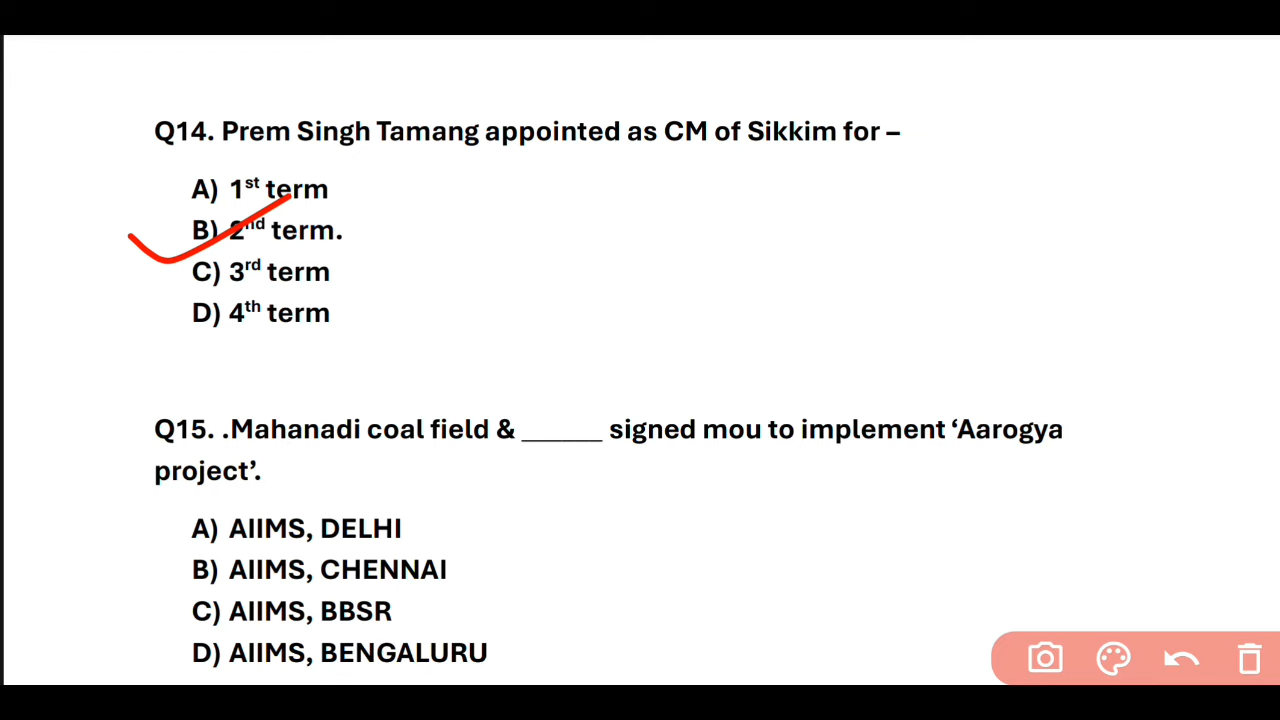 Q14. Prem Singh Tamang appointed as CM of Sikkim for –
A) 1st term
B) 2nd term.
C) 3rd term
D) 4th term
Q15. .Mahanadi coal field & ______ signed mou to implement ‘Aarogya
project’.
A) AIIMS, DELHI
B) AIIMS, CHENNAI
C) AIIMS, BBSR
D) AIIMS, BENGALURU